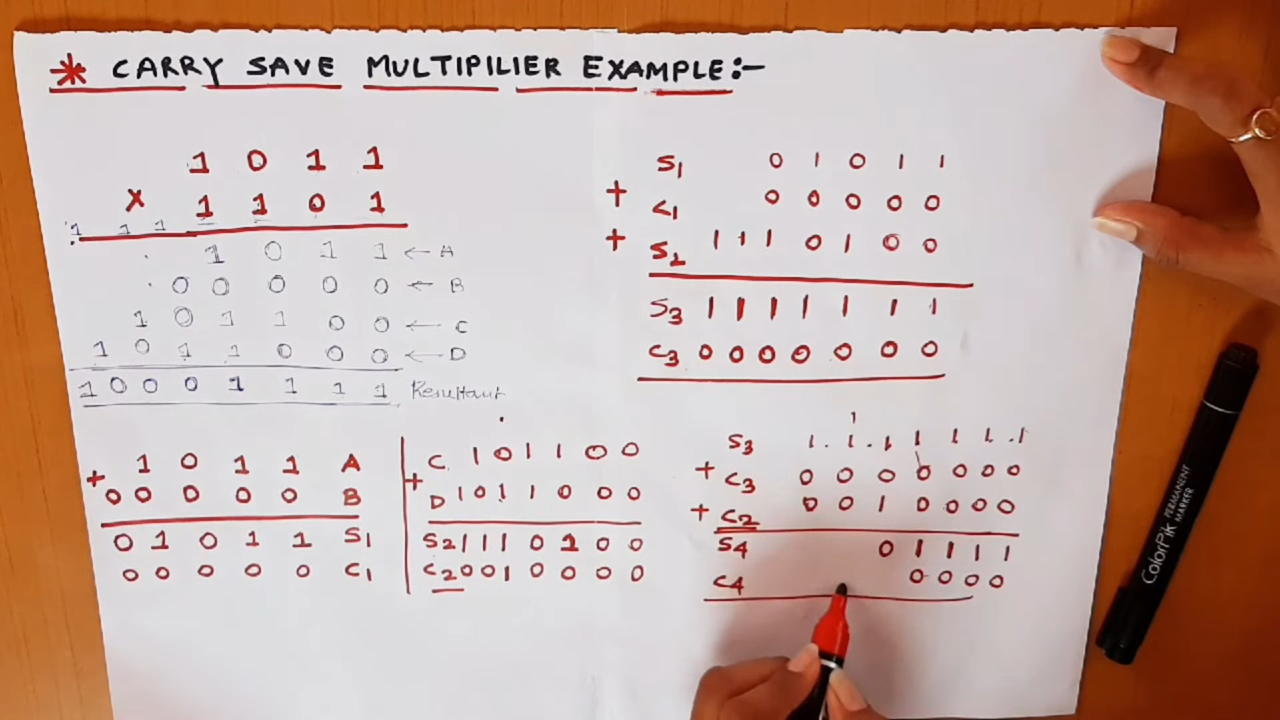 * CARRY SAVE MULTIPILIER EXAMPLE:-
1 0 1 1
X 1 1 0 1
1 1 1
1 0 1 1 ← A
0 0 0 0 0 ← B
1 0 1 1 0 0 ← C
1 0 1 1 0 0 0 ← D
1 0 0 0 1 1 1 1 Resultant
S1 0 1 0 1 1
+ C1 0 0 0 0 0
+ S2 1 1 1 0 1 0 0
S3 1 1 1 1 1 1 1
C3 0 0 0 0 0 0 0
+ 1 0 1 1 A
0 0 0 0 0 B
0 1 0 1 1 S1
0 0 0 0 0 C1
C 1 0 1 1 0 0
+ D 1 0 1 1 0 0 0
S2 1 1 1 0 1 0 0
C2 0 0 1 0 0 0 0
1
S3 1 1 1 1 1 1 1
+ C3 0 0 0 0 0 0 0
+ C2 0 0 1 0 0 0 0
S4 0 1 1 1 1
C4 0 0 0 0
ColorPik PERMANENT MARKER